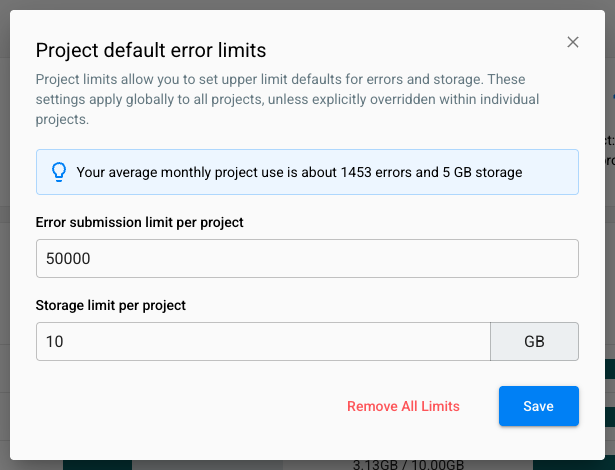 Project default error limits
Project limits allow you to set upper limit defaults for errors and storage. These
settings apply globally to all projects, unless explicitly overridden within individual
projects.
Your average monthly project use is about 1453 errors and 5 GB storage
Error submission limit per project
50000
Storage limit per project
10
GB
Remove All Limits
Save
3.13GB / 10.00GB